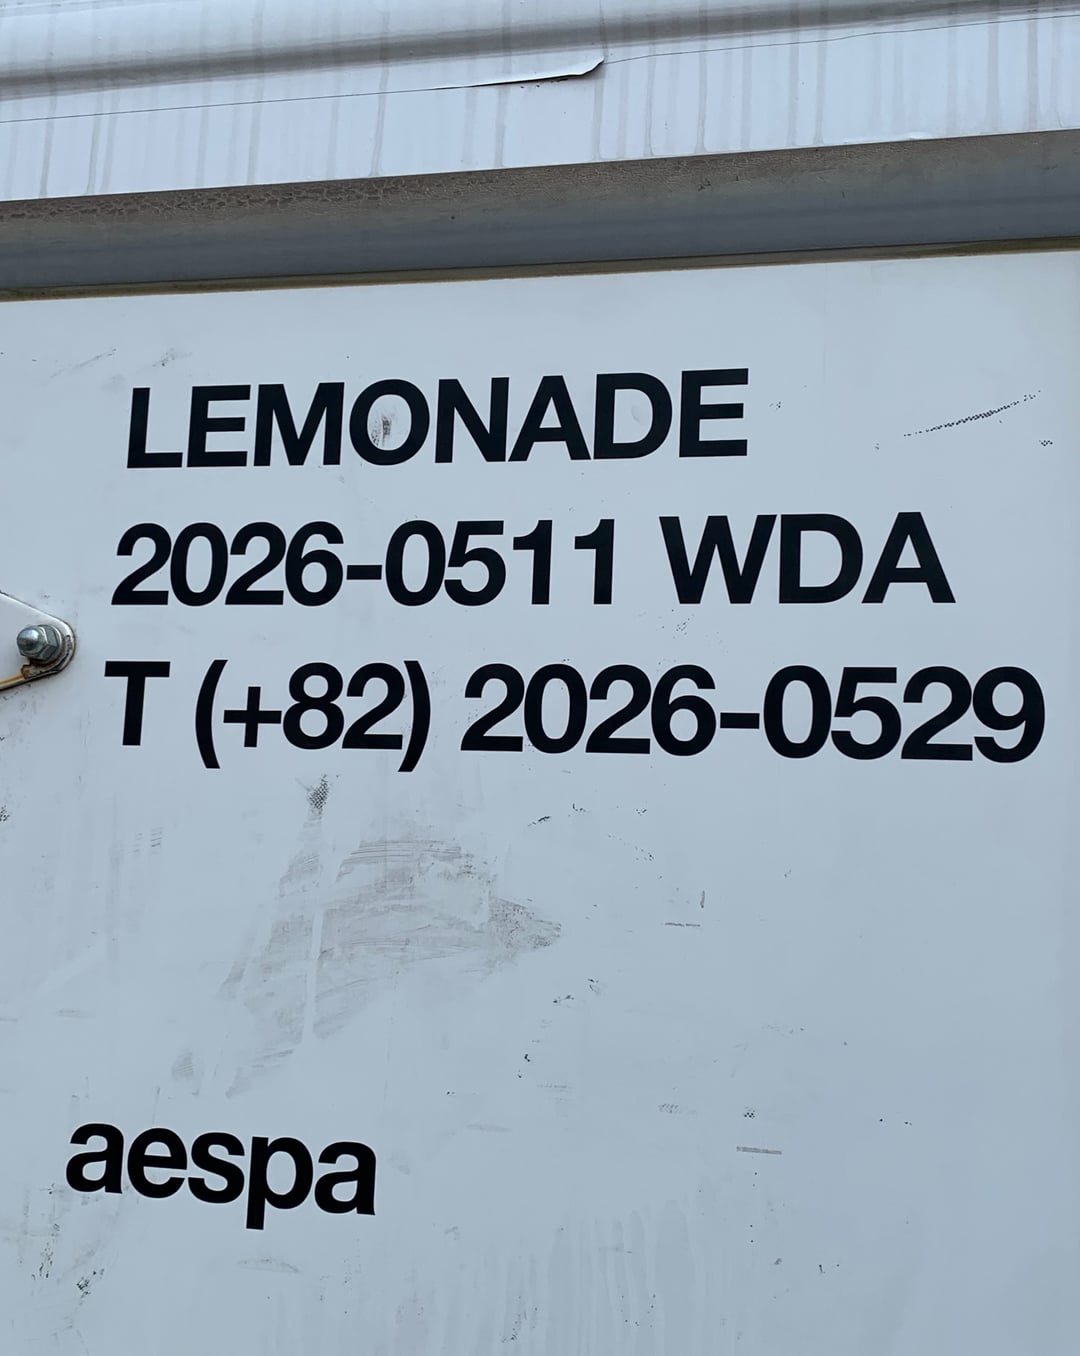 LEMONADE
2026-0511 WDA
T (+82) 2026-0529
aespa